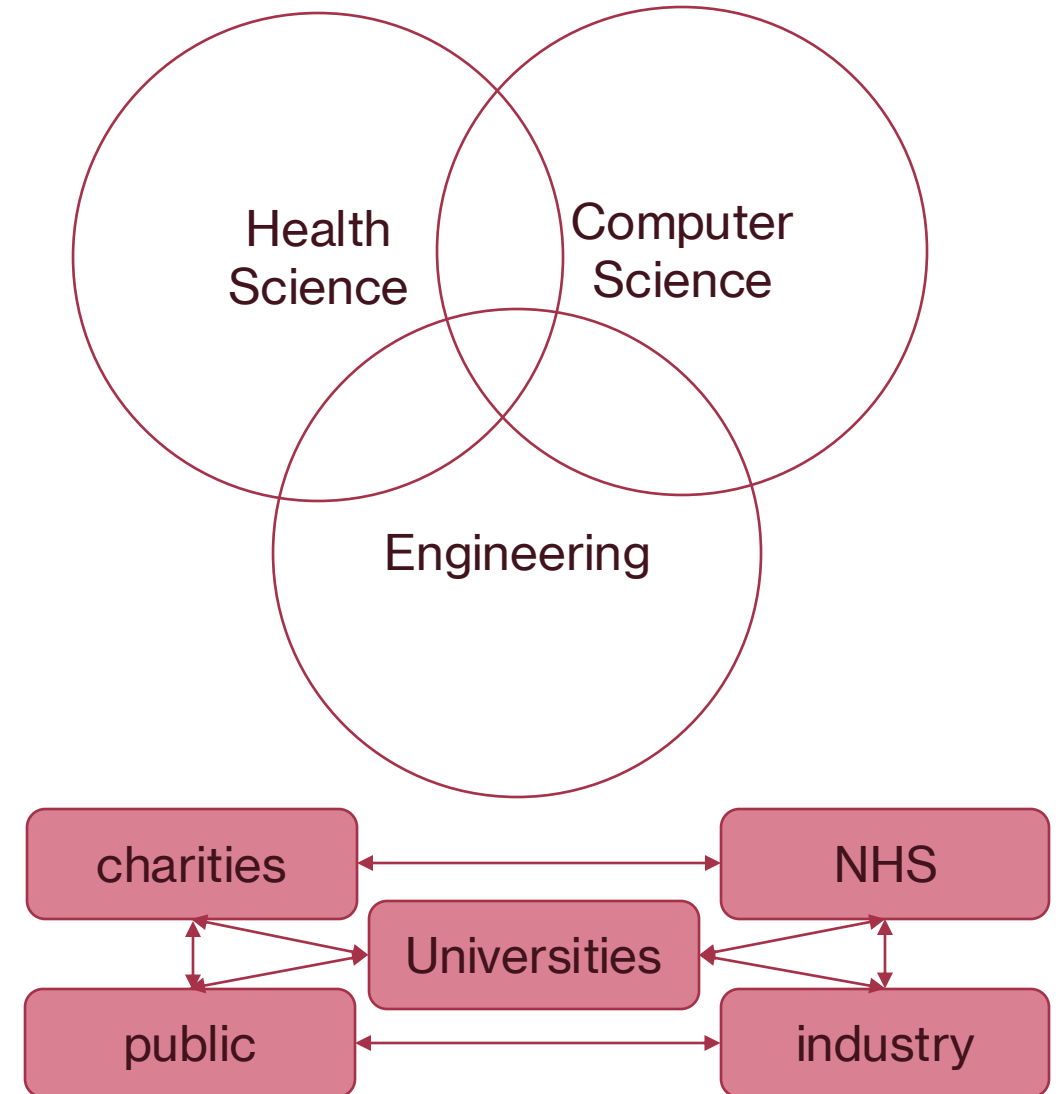 Health
Science
Computer
Science
Engineering
charities
NHS
Universities
public
industry